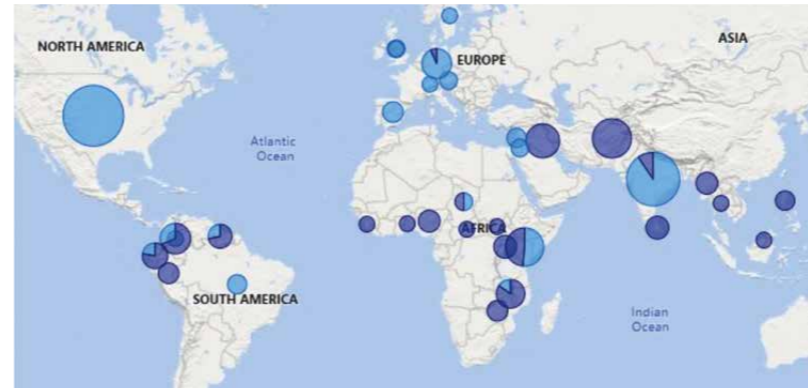 NORTH AMERICA
ASIA
EUROPE
Atlantic
Ocean
AFRICA
SOUTH AMERICA
Indian
Ocean